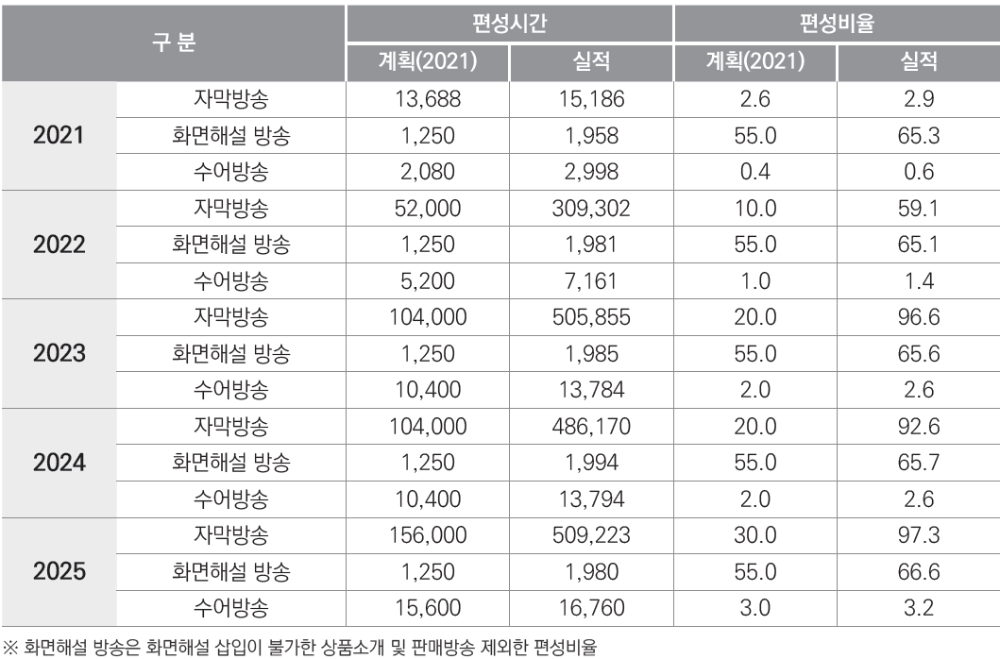 구 분 편성시간 편성비율
계획(2021) 실적 계획(2021) 실적
2021 자막방송 13,688 15,186 2.6 2.9
화면해설 방송 1,250 1,958 55.0 65.3
수어방송 2,080 2,998 0.4 0.6
2022 자막방송 52,000 309,302 10.0 59.1
화면해설 방송 1,250 1,981 55.0 65.1
수어방송 5,200 7,161 1.0 1.4
2023 자막방송 104,000 505,855 20.0 96.6
화면해설 방송 1,250 1,985 55.0 65.6
수어방송 10,400 13,784 2.0 2.6
2024 자막방송 104,000 486,170 20.0 92.6
화면해설 방송 1,250 1,994 55.0 65.7
수어방송 10,400 13,794 2.0 2.6
2025 자막방송 156,000 509,223 30.0 97.3
화면해설 방송 1,250 1,980 55.0 66.6
수어방송 15,600 16,760 3.0 3.2
※ 화면해설 방송은 화면해설 삽입이 불가한 상품소개 및 판매방송 제외한 편성비율